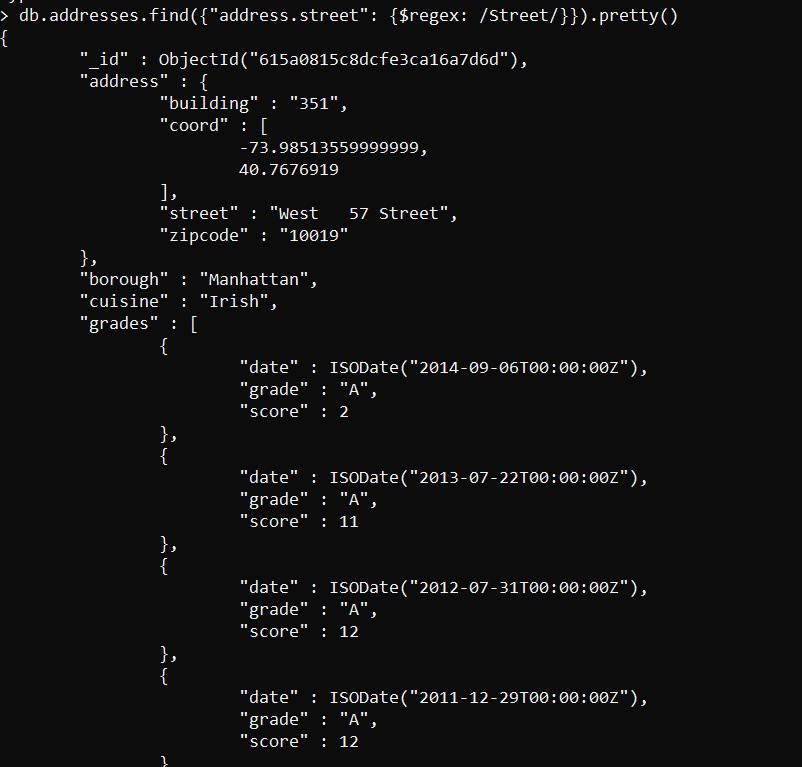 > db.addresses.find({"address.street": {$regex: /Street/}}).pretty()
{
        "_id" : ObjectId("615a0815c8dcfe3ca16a7d6d"),
        "address" : {
                "building" : "351",
                "coord" : [
                        -73.98513559999999,
                        40.7676919
                ],
                "street" : "West   57 Street",
                "zipcode" : "10019"
        },
        "borough" : "Manhattan",
        "cuisine" : "Irish",
        "grades" : [
                {
                        "date" : ISODate("2014-09-06T00:00:00Z"),
                        "grade" : "A",
                        "score" : 2
                },
                {
                        "date" : ISODate("2013-07-22T00:00:00Z"),
                        "grade" : "A",
                        "score" : 11
                },
                {
                        "date" : ISODate("2012-07-31T00:00:00Z"),
                        "grade" : "A",
                        "score" : 12
                },
                {
                        "date" : ISODate("2011-12-29T00:00:00Z"),
                        "grade" : "A",
                        "score" : 12
                }